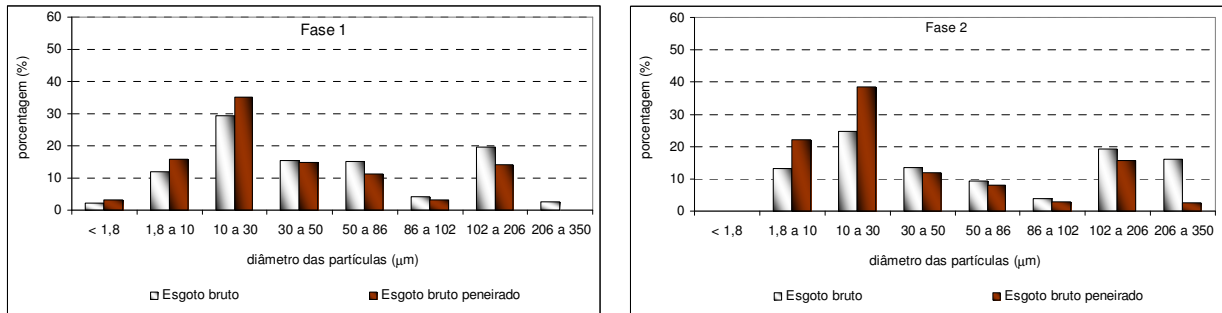 Fase 1
porcentagem (%)
60
50
40
30
20
10
0
< 1,8 1,8 a 10 10 a 30 30 a 50 50 a 86 86 a 102 102 a 206 206 a 350
diâmetro das partículas (µm)
Esgoto bruto Esgoto bruto peneirado
Fase 2
porcentagem (%)
60
50
40
30
20
10
0
< 1,8 1,8 a 10 10 a 30 30 a 50 50 a 86 86 a 102 102 a 206 206 a 350
diâmetro das partículas (µm)
Esgoto bruto Esgoto bruto peneirado